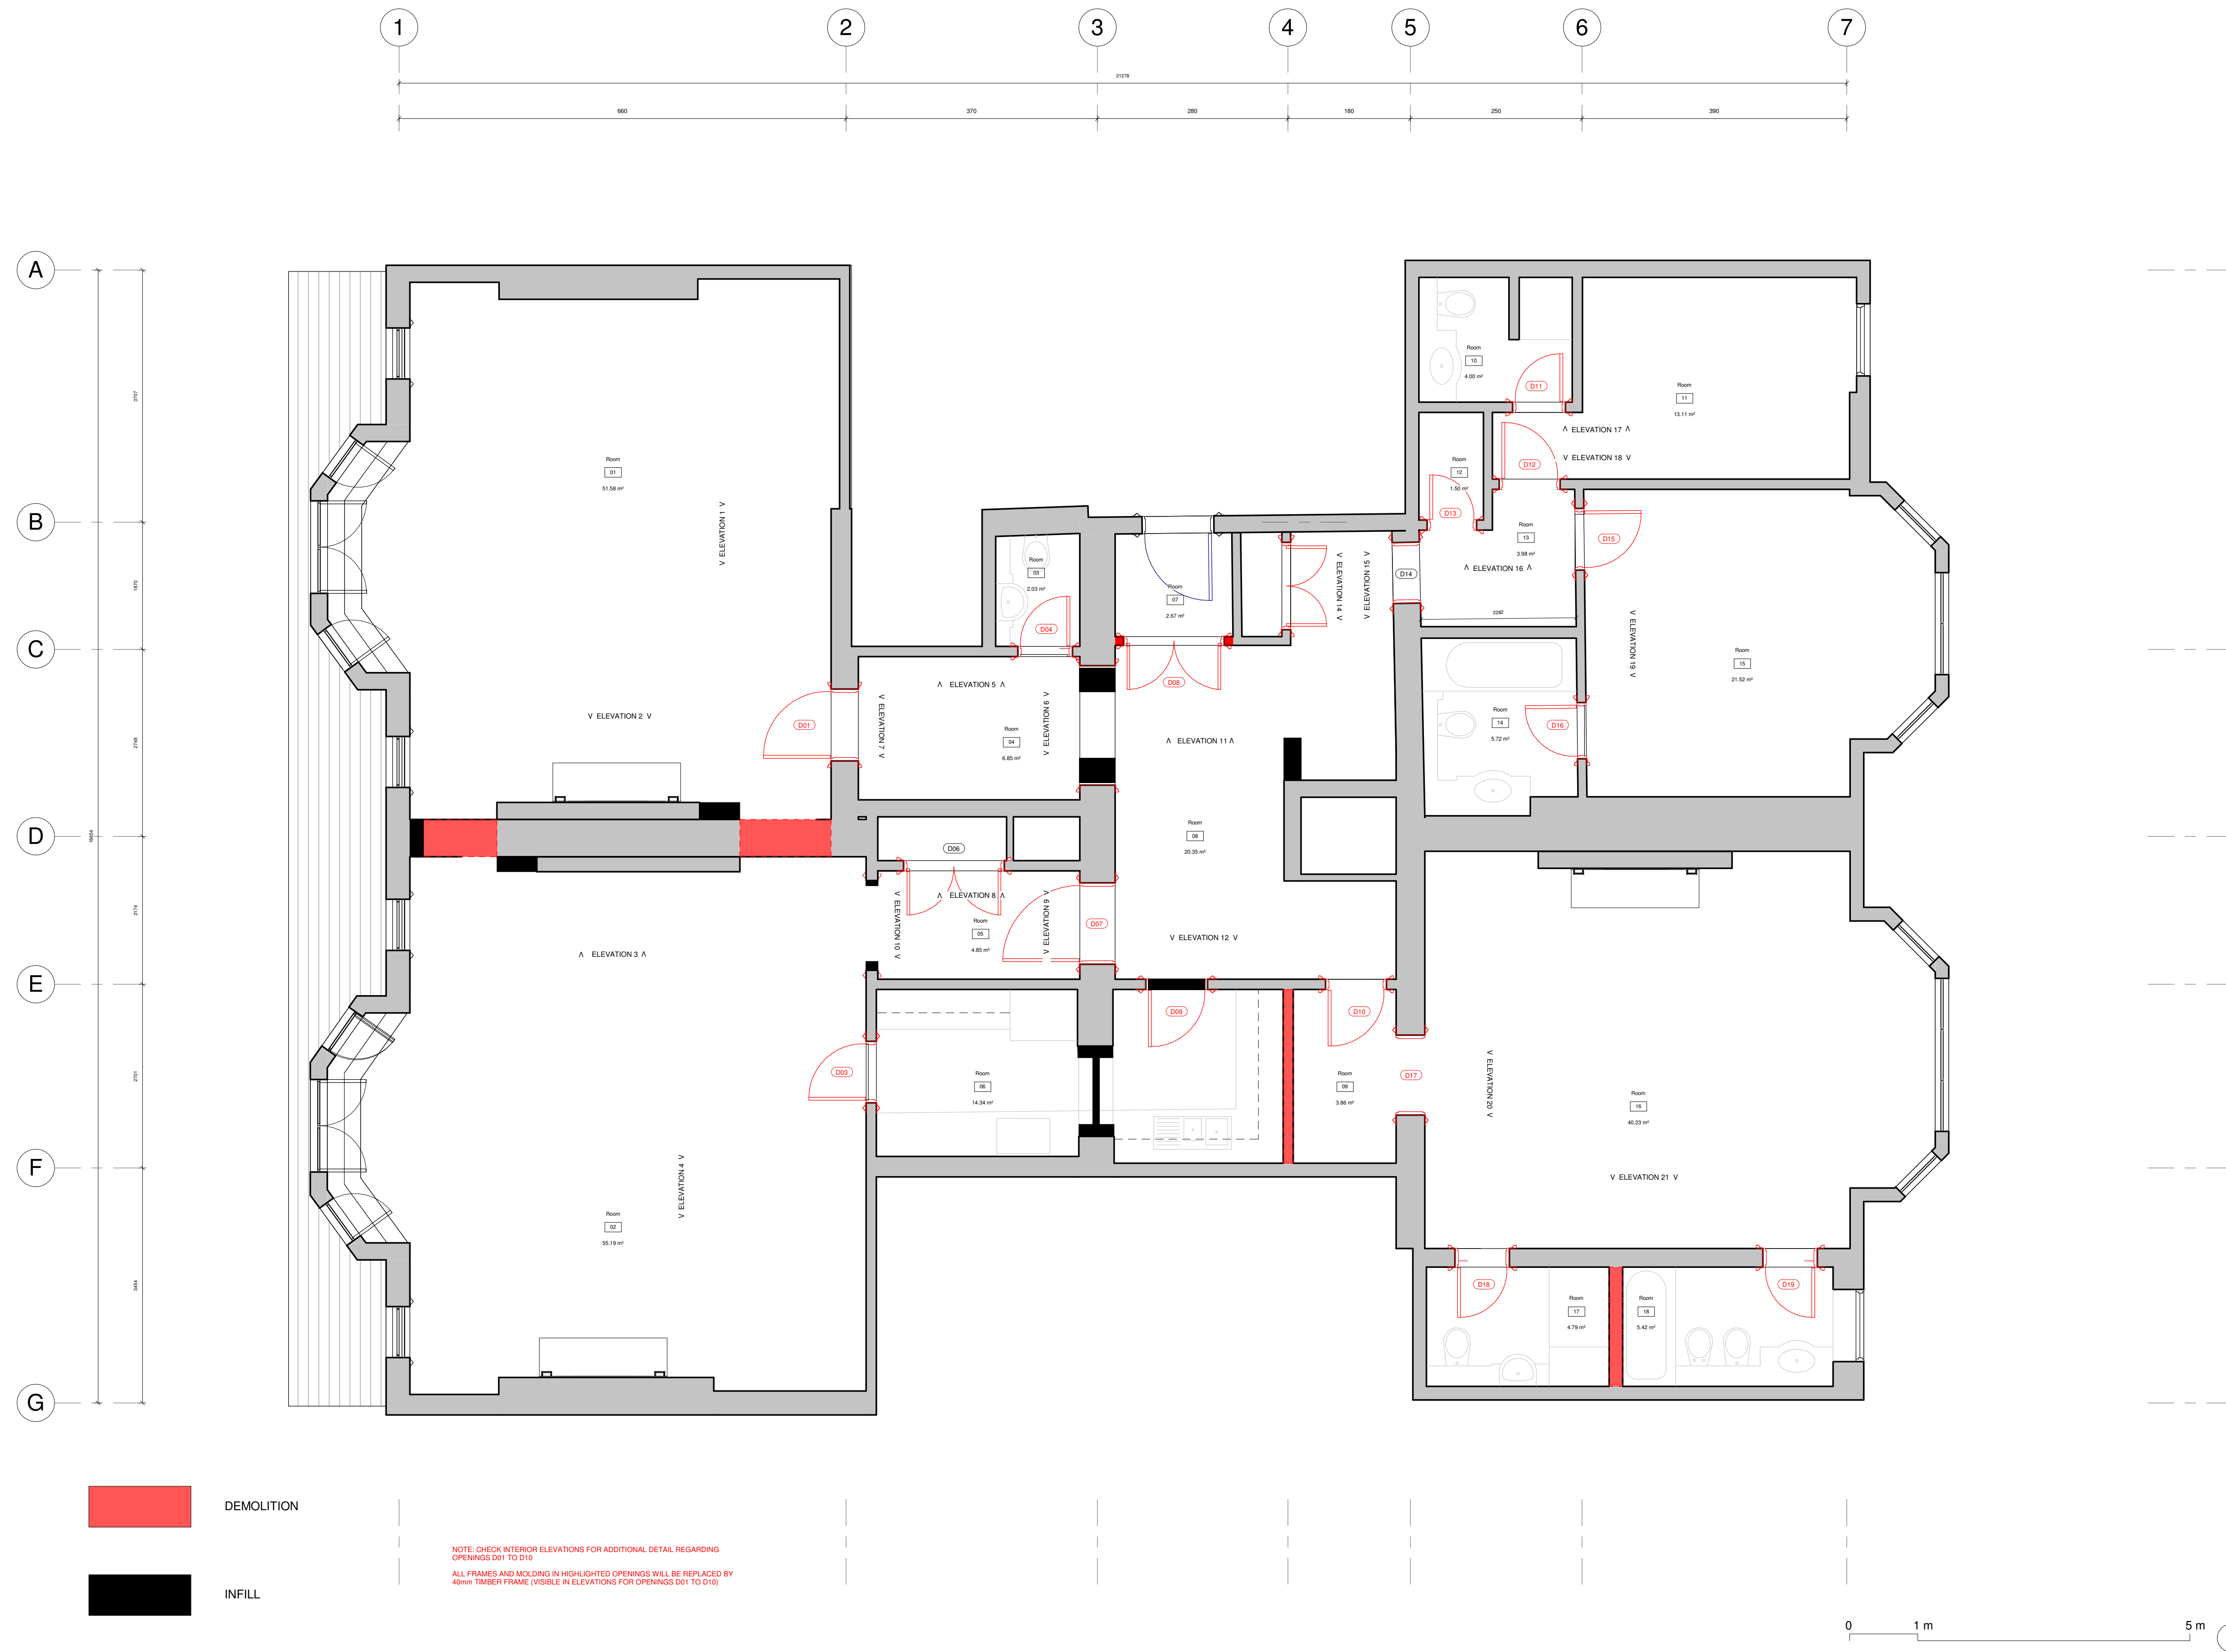 1 2 3 4 5 6 7
21278
660 370 280 180 250 390
A
B
C
D
E
F
G
16654
3707
1870
2748
2174
2701
3454
Room
01
51.58 m²
V ELEVATION 1 V
V ELEVATION 2 V
D01
Room
03
2.03 m²
D04
Λ ELEVATION 5 Λ
V ELEVATION 7 V
V ELEVATION 6 V
Room
04
6.85 m²
Room
07
2.67 m²
D08
V ELEVATION 14 V
V ELEVATION 15 V
D14
Λ ELEVATION 11 Λ
Room
08
20.35 m²
V ELEVATION 12 V
Room
10
4.00 m²
D11
Room
11
13.11 m²
Λ ELEVATION 17 Λ
V ELEVATION 18 V
D12
Room
12
1.50 m²
D13
Room
13
3.98 m²
Λ ELEVATION 16 Λ
2282
D15
V ELEVATION 19 V
Room
14
5.72 m²
D16
Room
15
21.52 m²
D06
Λ ELEVATION 8 Λ
V ELEVATION 10 V
Room
05
4.85 m²
V ELEVATION 9 V
D07
Λ ELEVATION 3 Λ
D03
Room
02
55.19 m²
V ELEVATION 4 V
Room
06
14.34 m²
D09
D10
Room
09
3.86 m²
D17
V ELEVATION 20 V
Room
16
40.23 m²
V ELEVATION 21 V
D18
D19
Room
17
4.79 m²
Room
18
5.42 m²
DEMOLITION
INFILL
NOTE: CHECK INTERIOR ELEVATIONS FOR ADDITIONAL DETAIL REGARDING
OPENINGS D01 TO D10
ALL FRAMES AND MOLDING IN HIGHLIGHTED OPENINGS WILL BE REPLACED BY
40mm TIMBER FRAME (VISIBLE IN ELEVATIONS FOR OPENINGS D01 TO D10)
0 1 m 5 m